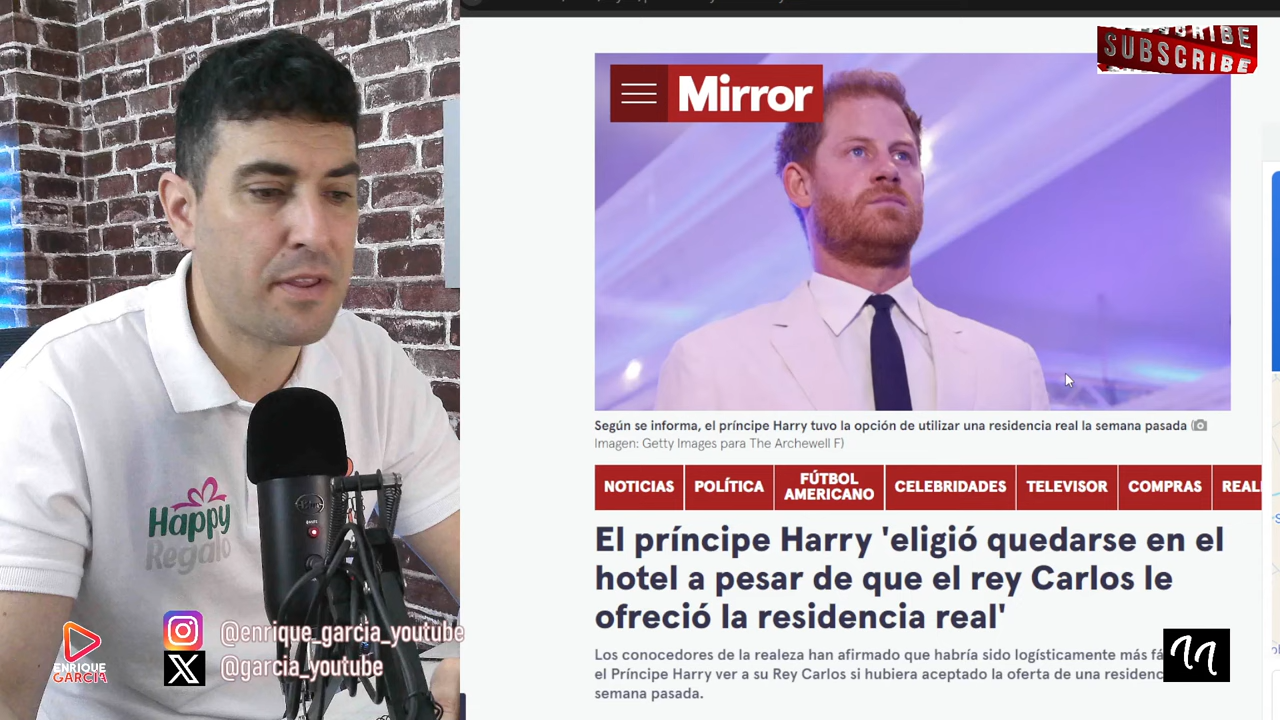 SUBSCRIBE
SUBSCRIBE
Mirror
Según se informa, el príncipe Harry tuvo la opción de utilizar una residencia real la semana pasada (
Imagen: Getty Images para The Archewell F)
NOTICIAS
POLÍTICA
FÚTBOL
AMERICANO
CELEBRIDADES
TELEVISOR
COMPRAS
El príncipe Harry 'eligió quedarse en el
hotel a pesar de que el rey Carlos le
ofreció la residencia real'
Los conocedores de la realeza han afirmado que habría sido logísticamente más
el Príncipe Harry ver a su Rey Carlos si hubiera aceptado la oferta de una
semana pasada.
Happy
Regalo
ENRIQUE
GARCIA
@enrique_garcia_youtube
@garcia_youtube